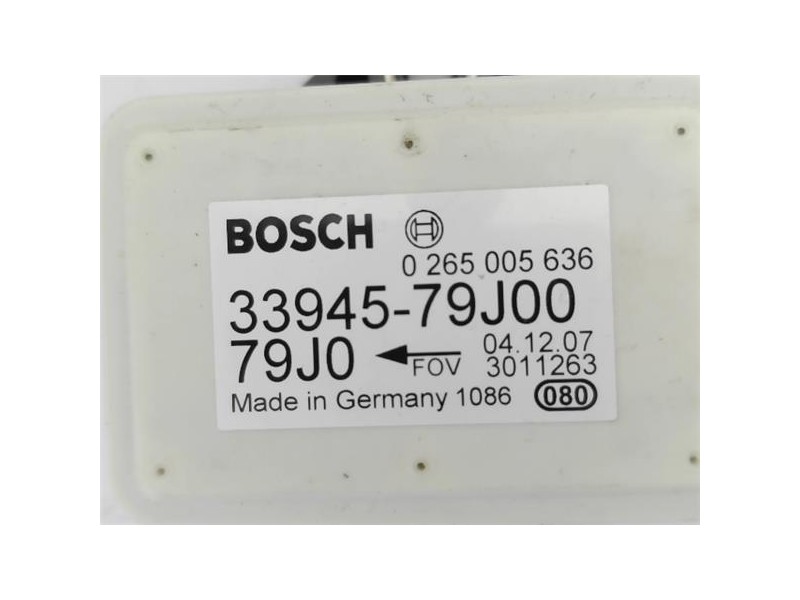 BOSCH
0 265 005 636
33945-79J00
79J0 FOV 04.12.07
3011263
Made in Germany 1086 080